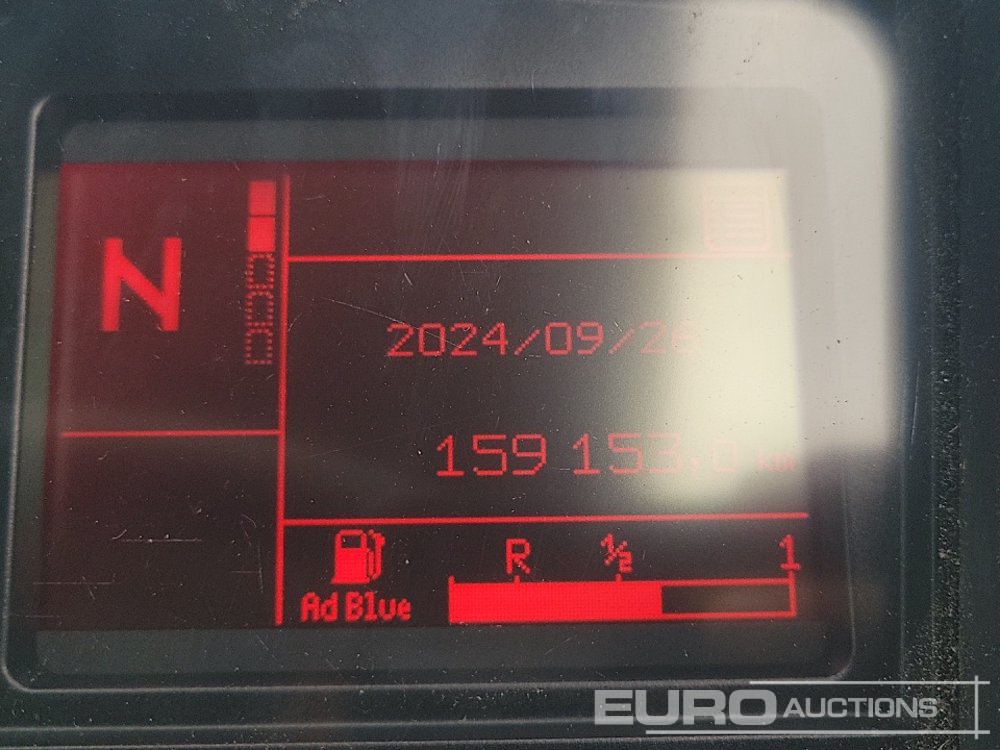 N
2024/09/26
159 153,0 km
R ½ 1
Ad Blue
EURO AUCTIONS